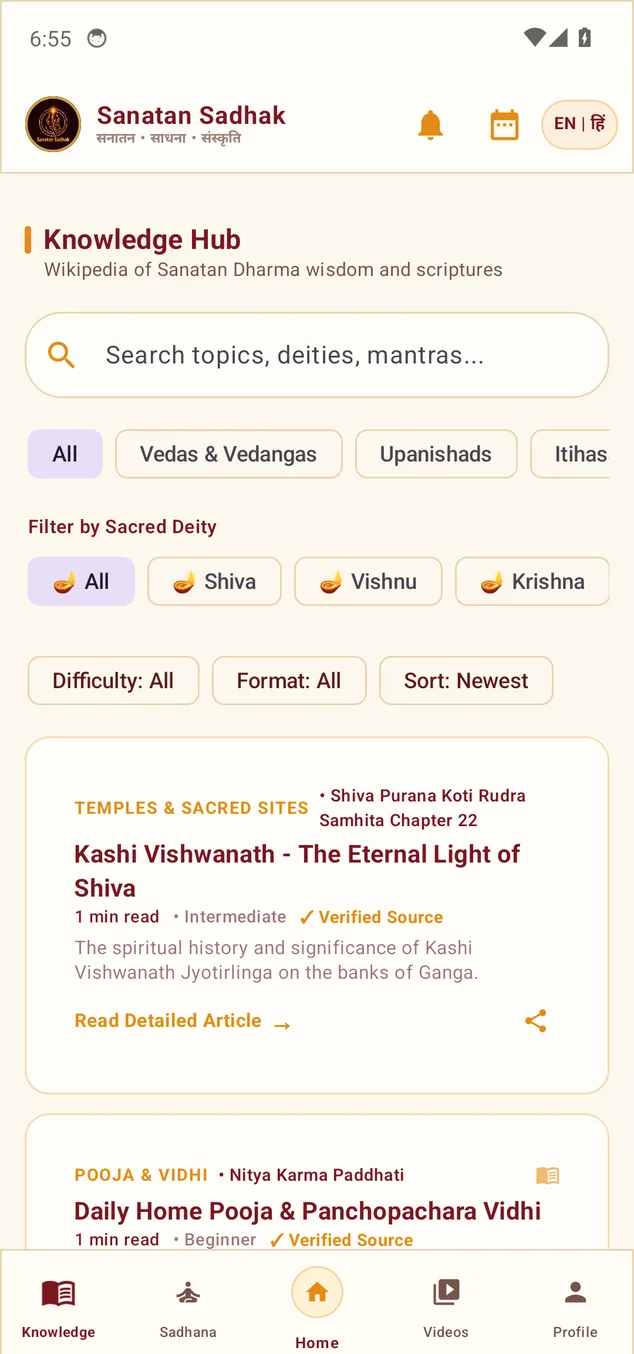 6:55
Sanatan Sadhak
सनातन • साधना • संस्कृति
EN | हिं
Knowledge Hub
Wikipedia of Sanatan Dharma wisdom and scriptures
Search topics, deities, mantras...
All
Vedas & Vedangas
Upanishads
Itihas
Filter by Sacred Deity
All
Shiva
Vishnu
Krishna
Difficulty: All
Format: All
Sort: Newest
TEMPLES & SACRED SITES
• Shiva Purana Koti Rudra
Samhita Chapter 22
Kashi Vishwanath - The Eternal Light of
Shiva
1 min read • Intermediate ✓ Verified Source
The spiritual history and significance of Kashi
Vishwanath Jyotirlinga on the banks of Ganga.
Read Detailed Article →
POOJA & VIDHI • Nitya Karma Paddhati
Daily Home Pooja & Panchopachara Vidhi
1 min read • Beginner ✓ Verified Source
Knowledge
Sadhana
Home
Videos
Profile